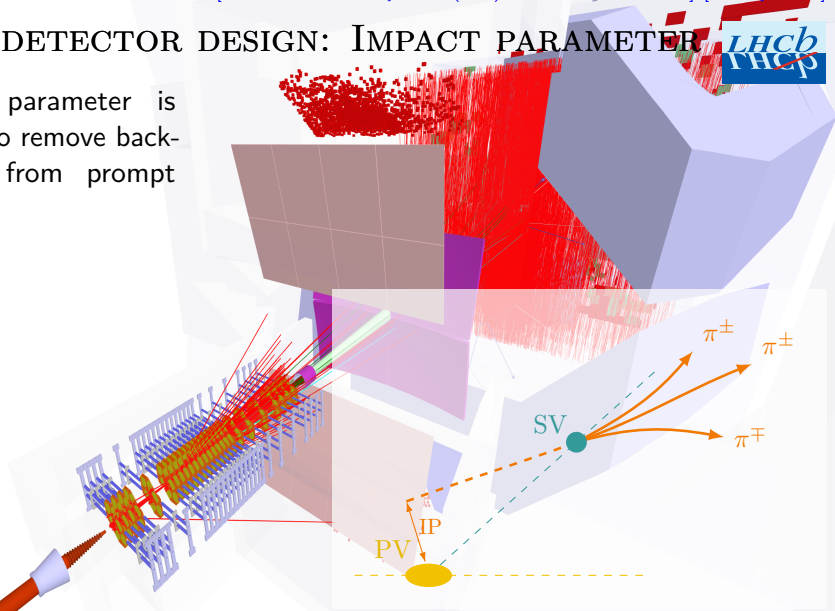 DETECTOR DESIGN: IMPACT PARAMETER
LHCb
parameter is
o remove back-
from prompt
π±
π±
SV
π∓
IP
PV